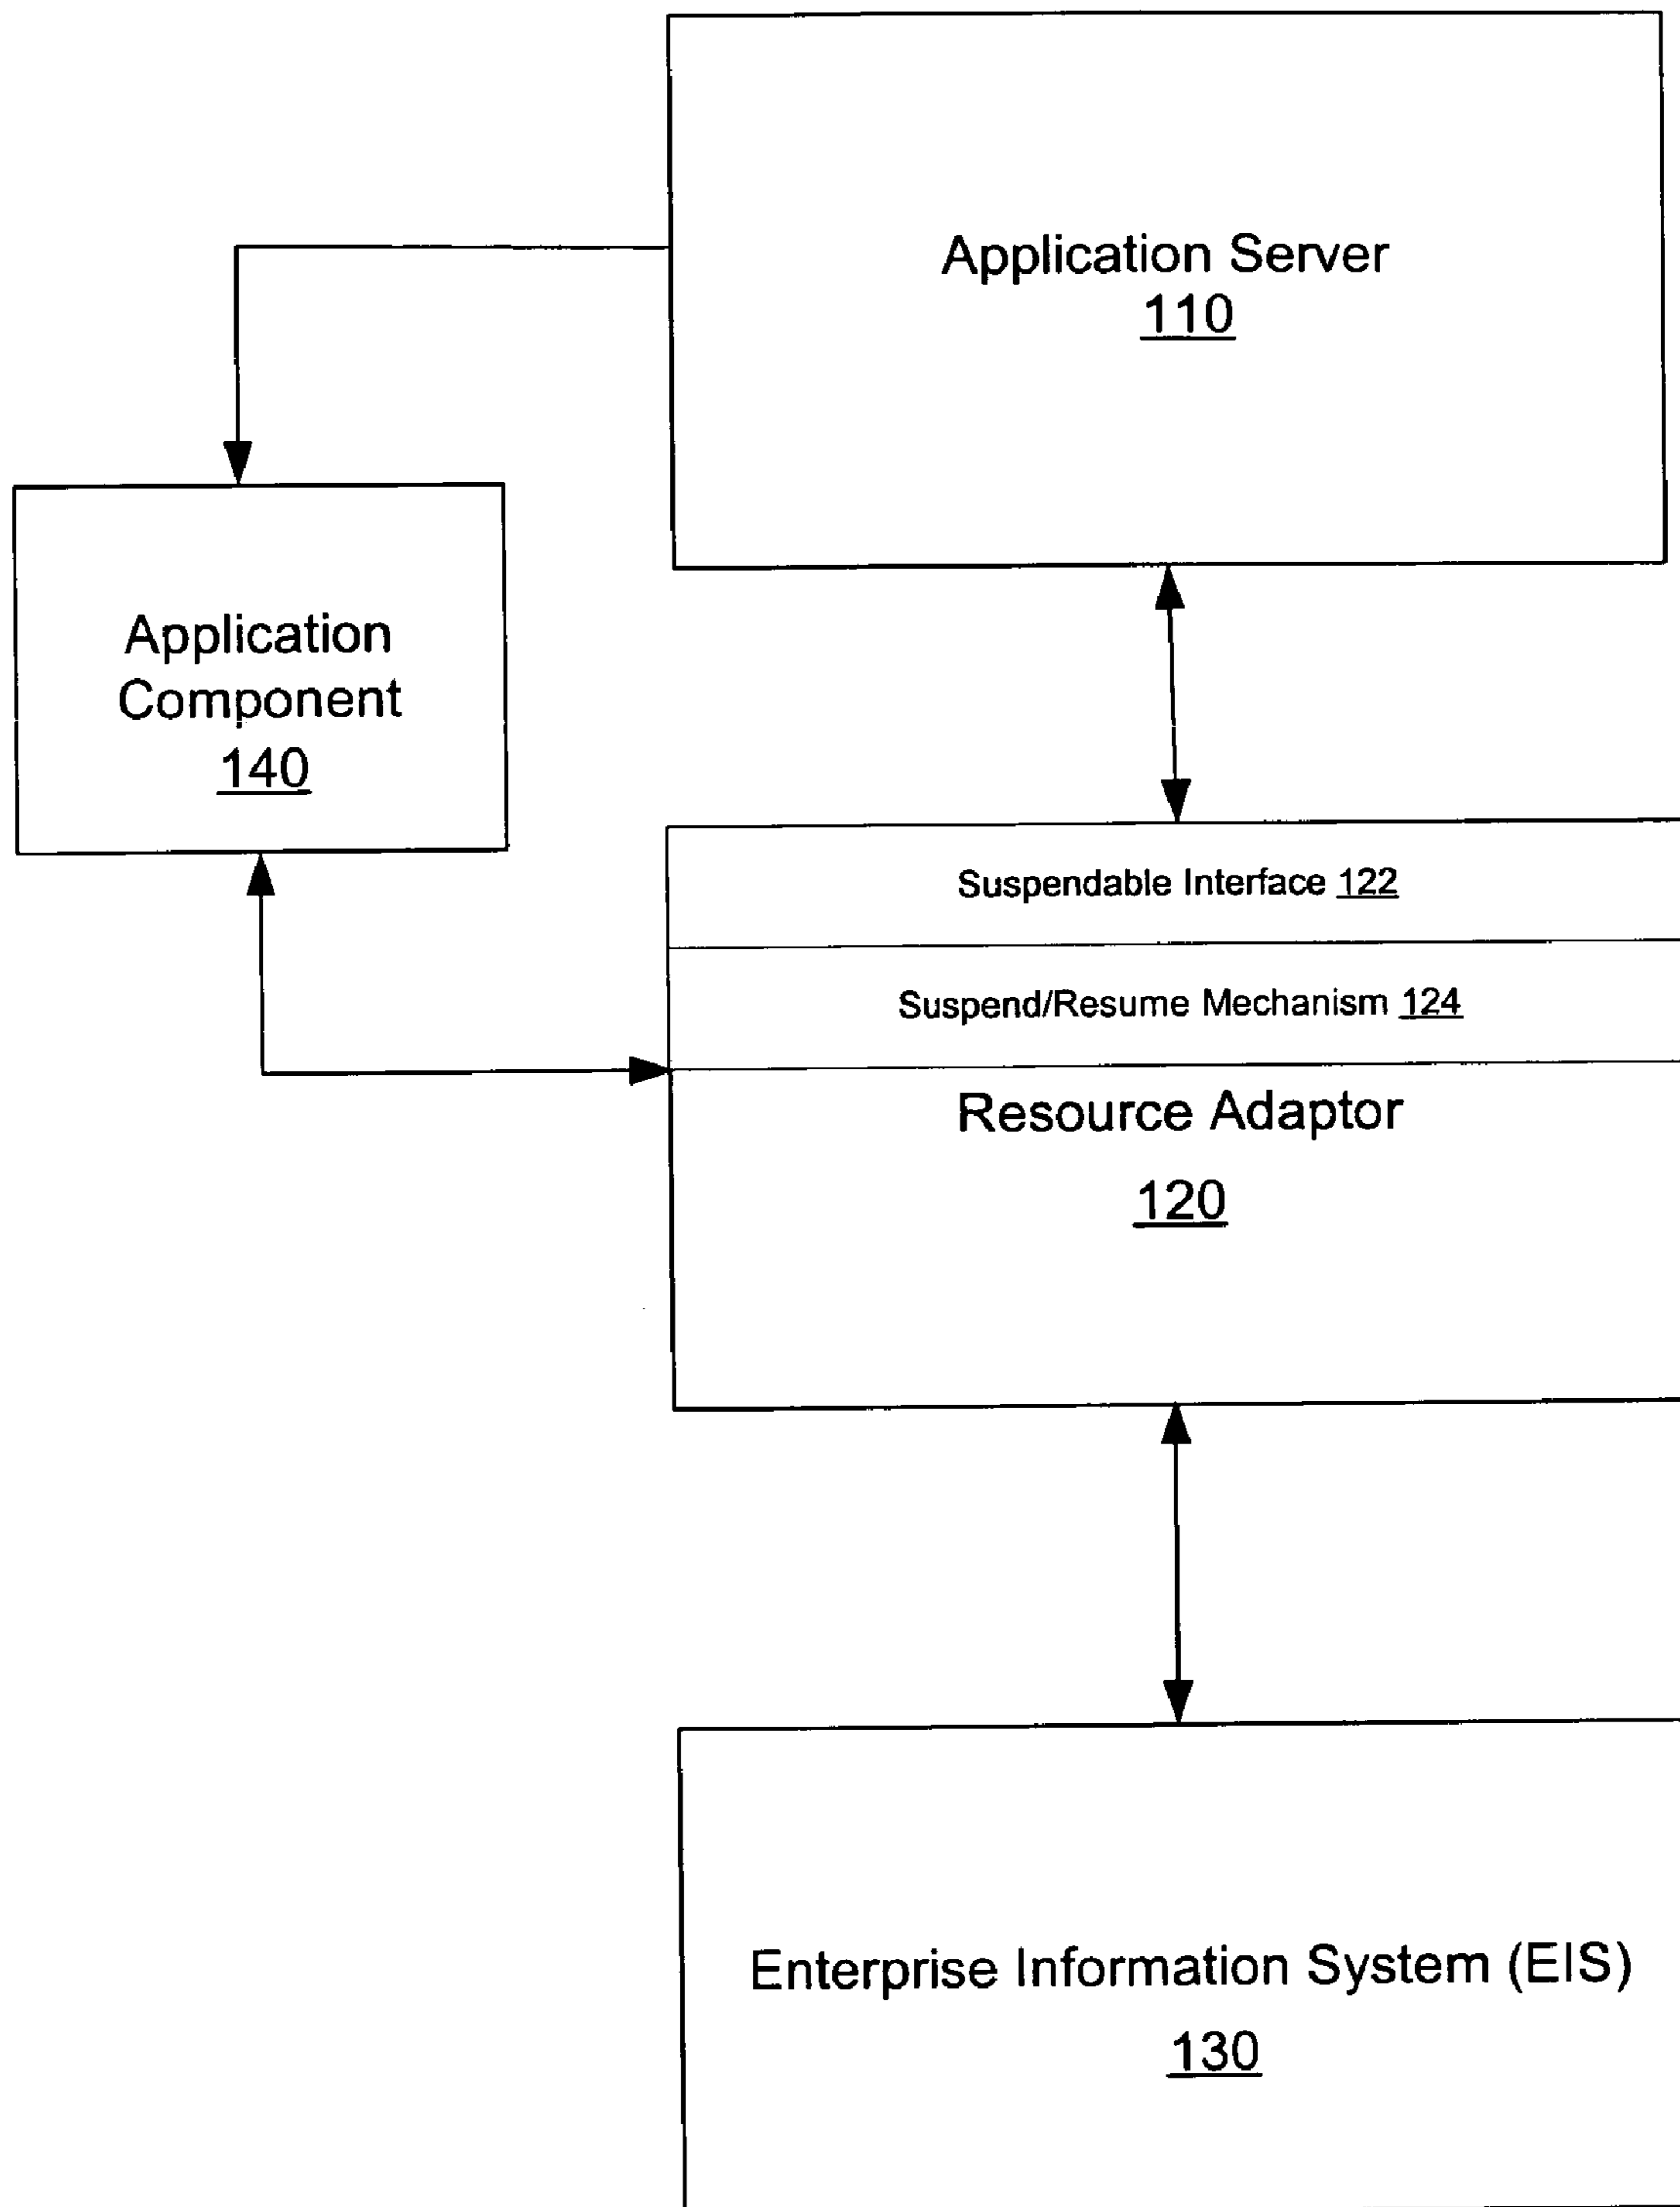 Application Server
110
Application
Component
140
Suspendable Interface 122
Suspend/Resume Mechanism 124
Resource Adaptor
120
Enterprise Information System (EIS)
130